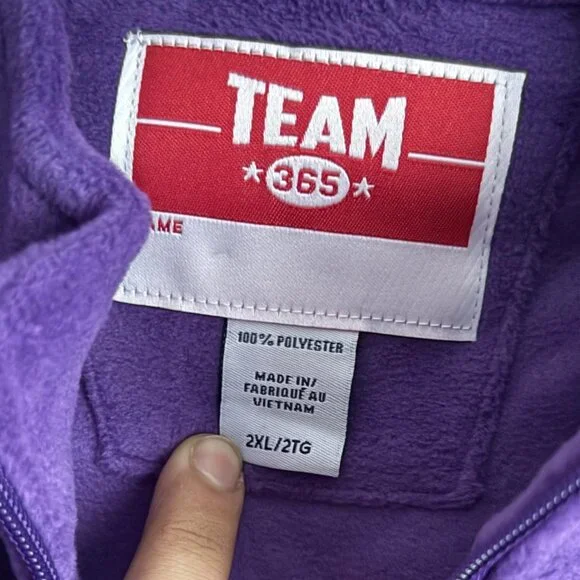 TEAM
365
AME
100% POLYESTER
MADE IN/
FABRIQUÉ AU
VIETNAM
2XL/2TG